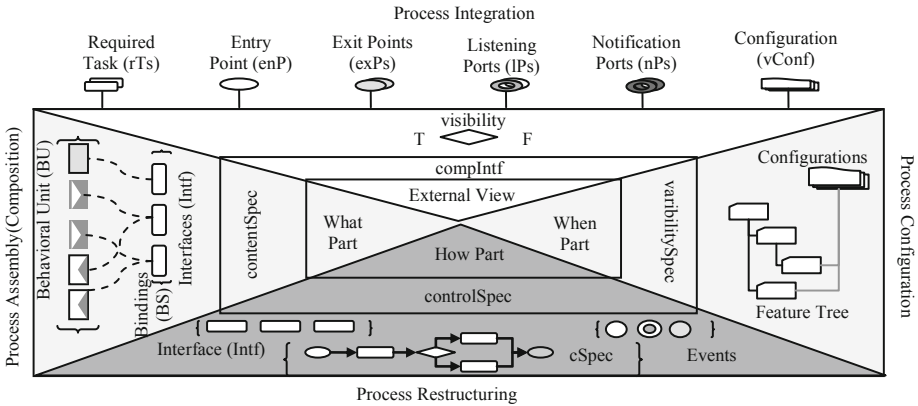 Process Integration
Required
Task (rTs)
Entry
Point (enP)
Exit Points
(exPs)
Listening
Ports (lPs)
Notification
Ports (nPs)
Configuration
(vConf)
visibility
T
F
compIntf
External View
What
Part
When
Part
How Part
contentSpec
varibilitySpec
controlSpec
Process Assembly(Composition)
Behavioral Unit (BU)
Bindings
(BS)
Interfaces (Intf)
Configurations
Feature Tree
Process Configuration
Interface (Intf)
cSpec
Events
Process Restructuring